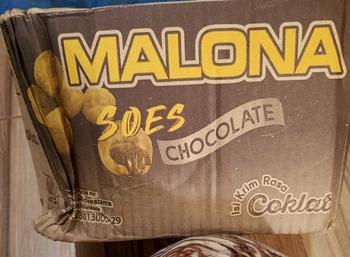 MALONA
SOES
CHOCOLATE
Isi Krim Rasa
Coklat